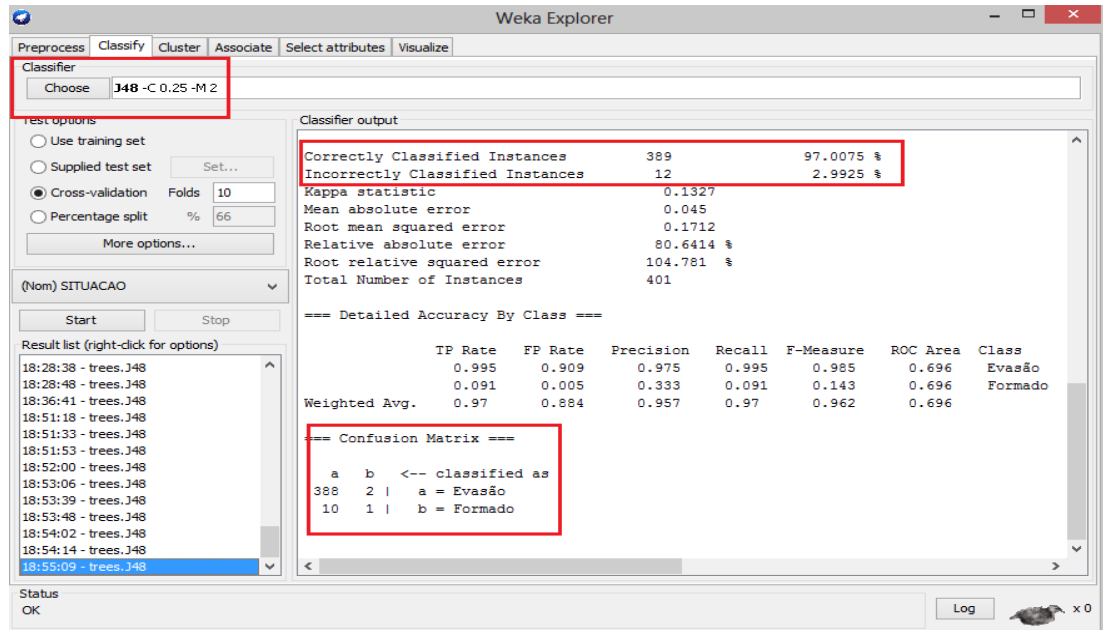 Weka Explorer
Preprocess Classify Cluster Associate Select attributes Visualize
Classifier
Choose J48 -C 0.25 -M 2
Test options
Use training set
Supplied test set Set...
Cross-validation Folds 10
Percentage split % 66
More options...
(Nom) SITUACAO
Start Stop
Result list (right-click for options)
18:28:38 - trees.J48
18:28:48 - trees.J48
18:36:41 - trees.J48
18:51:18 - trees.J48
18:51:33 - trees.J48
18:51:53 - trees.J48
18:52:00 - trees.J48
18:53:06 - trees.J48
18:53:39 - trees.J48
18:53:48 - trees.J48
18:54:02 - trees.J48
18:54:14 - trees.J48
18:55:09 - trees.J48
Classifier output
Correctly Classified Instances 389 97.0075 %
Incorrectly Classified Instances 12 2.9925 %
Kappa statistic 0.1327
Mean absolute error 0.045
Root mean squared error 0.1712
Relative absolute error 80.6414 %
Root relative squared error 104.781 %
Total Number of Instances 401
=== Detailed Accuracy By Class ===
TP Rate FP Rate Precision Recall F-Measure ROC Area Class
0.995 0.909 0.975 0.995 0.985 0.696 Evasão
0.091 0.005 0.333 0.091 0.143 0.696 Formado
Weighted Avg. 0.97 0.884 0.957 0.97 0.962 0.696
=== Confusion Matrix ===
a b <-- classified as
388 2 | a = Evasão
10 1 | b = Formado
Status
OK
Log x 0